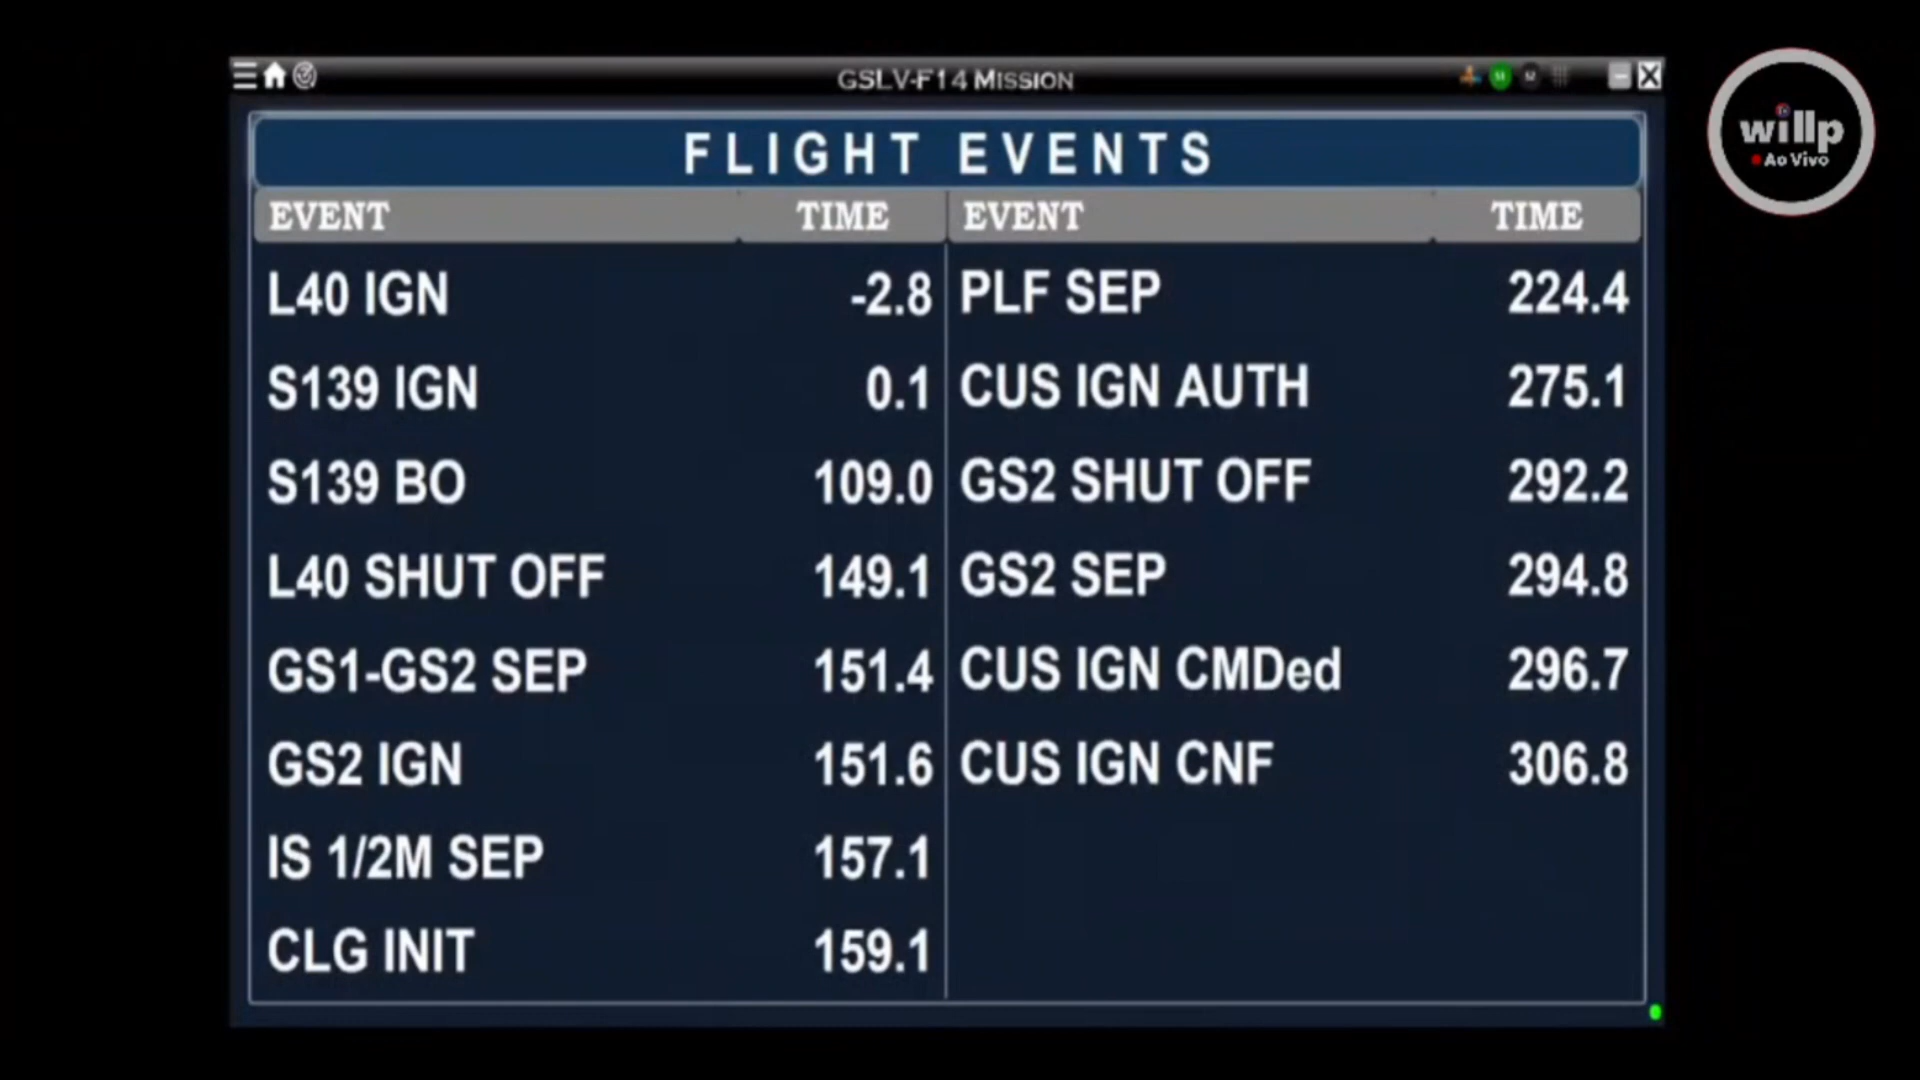 GSLV-F14 MISSION
willp
Ao Vivo
FLIGHT EVENTS
EVENT TIME EVENT TIME
L40 IGN -2.8 PLF SEP 224.4
S139 IGN 0.1 CUS IGN AUTH 275.1
S139 BO 109.0 GS2 SHUT OFF 292.2
L40 SHUT OFF 149.1 GS2 SEP 294.8
GS1-GS2 SEP 151.4 CUS IGN CMDed 296.7
GS2 IGN 151.6 CUS IGN CNF 306.8
IS 1/2M SEP 157.1
CLG INIT 159.1